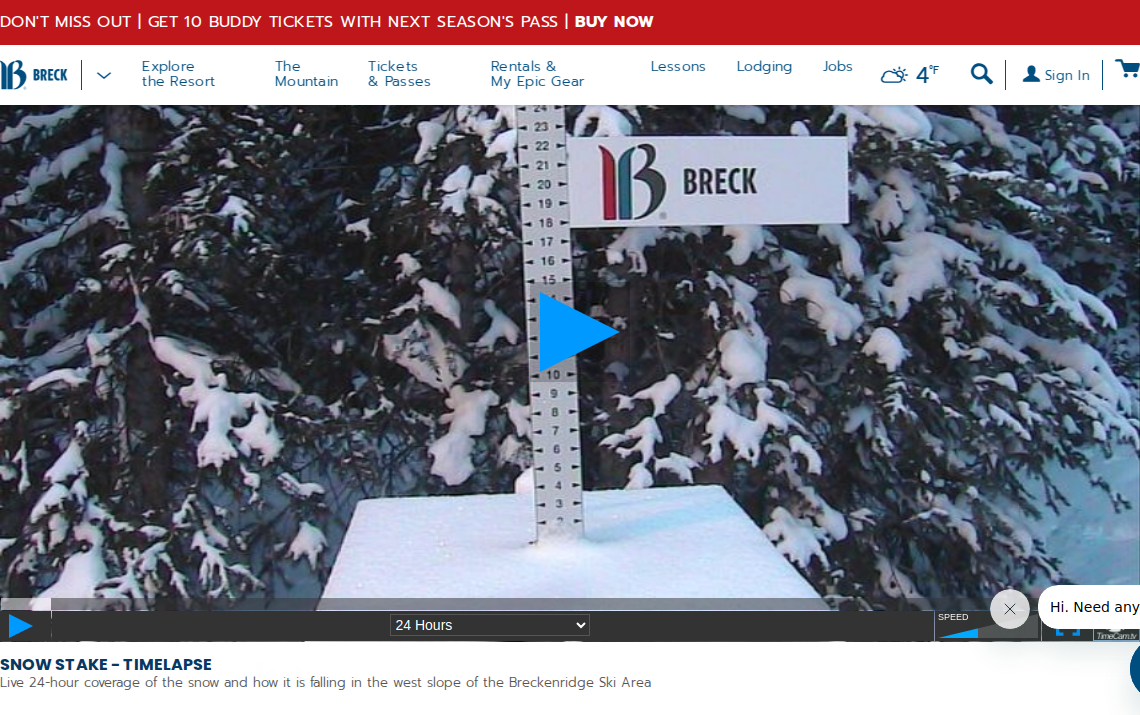 DON'T MISS OUT | GET 10 BUDDY TICKETS WITH NEXT SEASON'S PASS | BUY NOW
BRECK
Explore
the Resort
The
Mountain
Tickets
& Passes
Rentals &
My Epic Gear
Lessons
Lodging
Jobs
4°F
Sign In
24
23
22
21
20
19
18
17
16
15
10
9
8
7
6
5
4
3
2
BRECK
24 Hours
SPEED
Hi. Need any
TimeCam.tv
SNOW STAKE - TIMELAPSE
Live 24-hour coverage of the snow and how it is falling in the west slope of the Breckenridge Ski Area